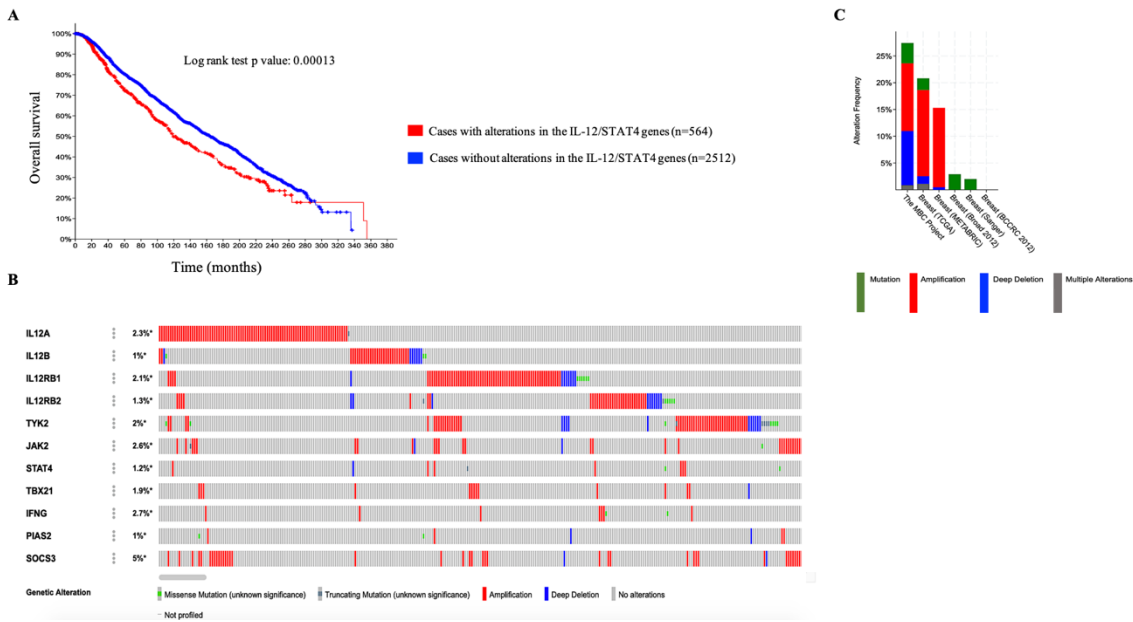 A
100%
90%
80%
70%
60%
50%
40%
30%
20%
10%
0%
Overall survival
Log rank test p value: 0.00013
0 20 40 60 80 100 120 140 160 180 200 220 240 260 280 300 320 340 360 380
Time (months)
Cases with alterations in the IL-12/STAT4 genes (n=564)
Cases without alterations in the IL-12/STAT4 genes (n=2512)
C
Alteration Frequency
25%
20%
15%
10%
5%
The MBC Project
Breast (TCGA)
Breast (METABRIC)
Breast (Broad 2012)
Breast (Sanger)
Breast (BCCRC 2012)
Mutation Amplification Deep Deletion Multiple Alterations
B
IL12A 2.3%*
IL12B 1%*
IL12RB1 2.1%*
IL12RB2 1.3%*
TYK2 2%*
JAK2 2.6%*
STAT4 1.2%*
TBX21 1.9%*
IFNG 2.7%*
PIAS2 1%*
SOCS3 5%*
Genetic Alteration Missense Mutation (unknown significance) Truncating Mutation (unknown significance) Amplification Deep Deletion No alterations
Not profiled